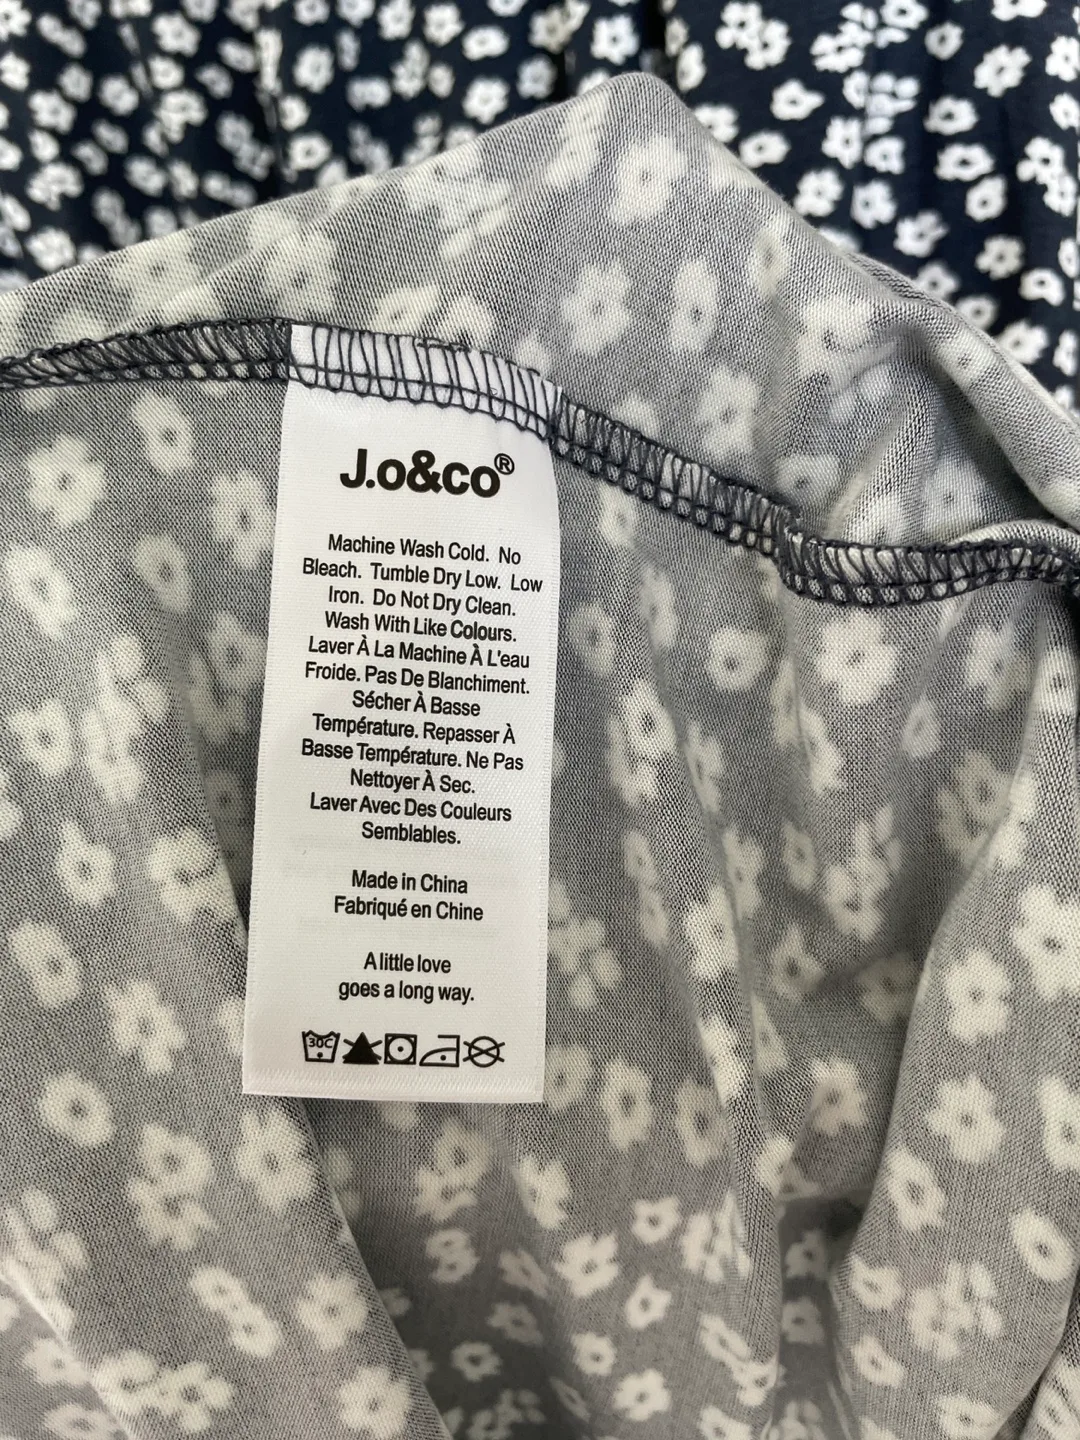 J.o&co®
Machine Wash Cold. No
Bleach. Tumble Dry Low. Low
Iron. Do Not Dry Clean.
Wash With Like Colours.
Laver À La Machine À L'eau
Froide. Pas De Blanchiment.
Sécher À Basse
Température. Repasser À
Basse Température. Ne Pas
Nettoyer À Sec.
Laver Avec Des Couleurs
Semblables.
Made in China
Fabriqué en Chine
A little love
goes a long way.
30C